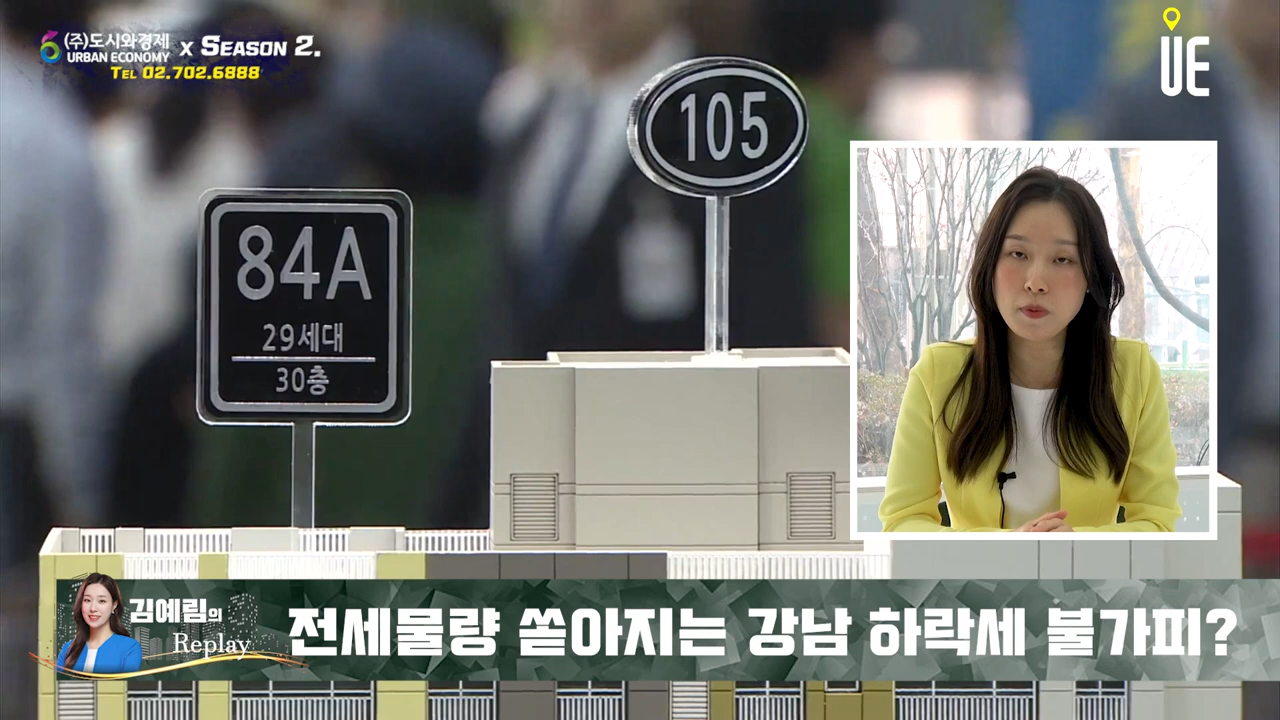 (주)도시와경제
URBAN ECONOMY
X SEASON 2.
TEL 02.702.6888
UE
105
84A
29세대
30층
김예림의
Replay
전세물량 쏟아지는 강남 하락세 불가피?